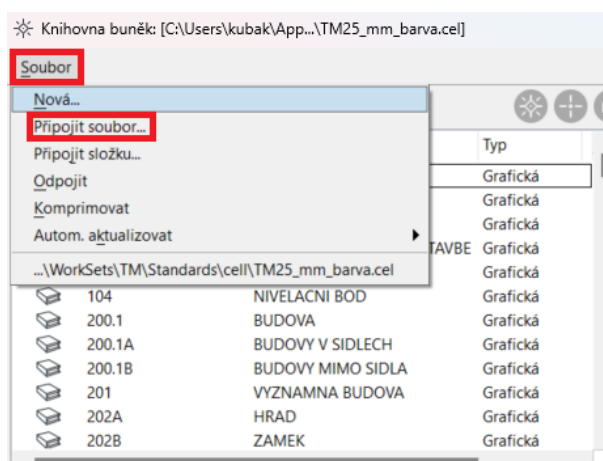 Knihovna buněk: [C:\Users\kubak\App...\TM25_mm_barva.cel]
Soubor
Nová...
Připojit soubor...
Připojit složku...
Odpojit
Komprimovat
Autom. aktualizovat
...\WorkSets\TM\Standards\cell\TM25_mm_barva.cel
Typ
Grafická
Grafická
Grafická
TAVBE Grafická
104 NIVELACNI BOD Grafická
200.1 BUDOVA Grafická
200.1A BUDOVY V SIDLECH Grafická
200.1B BUDOVY MIMO SIDLA Grafická
201 VYZNAMNA BUDOVA Grafická
202A HRAD Grafická
202B ZAMEK Grafická